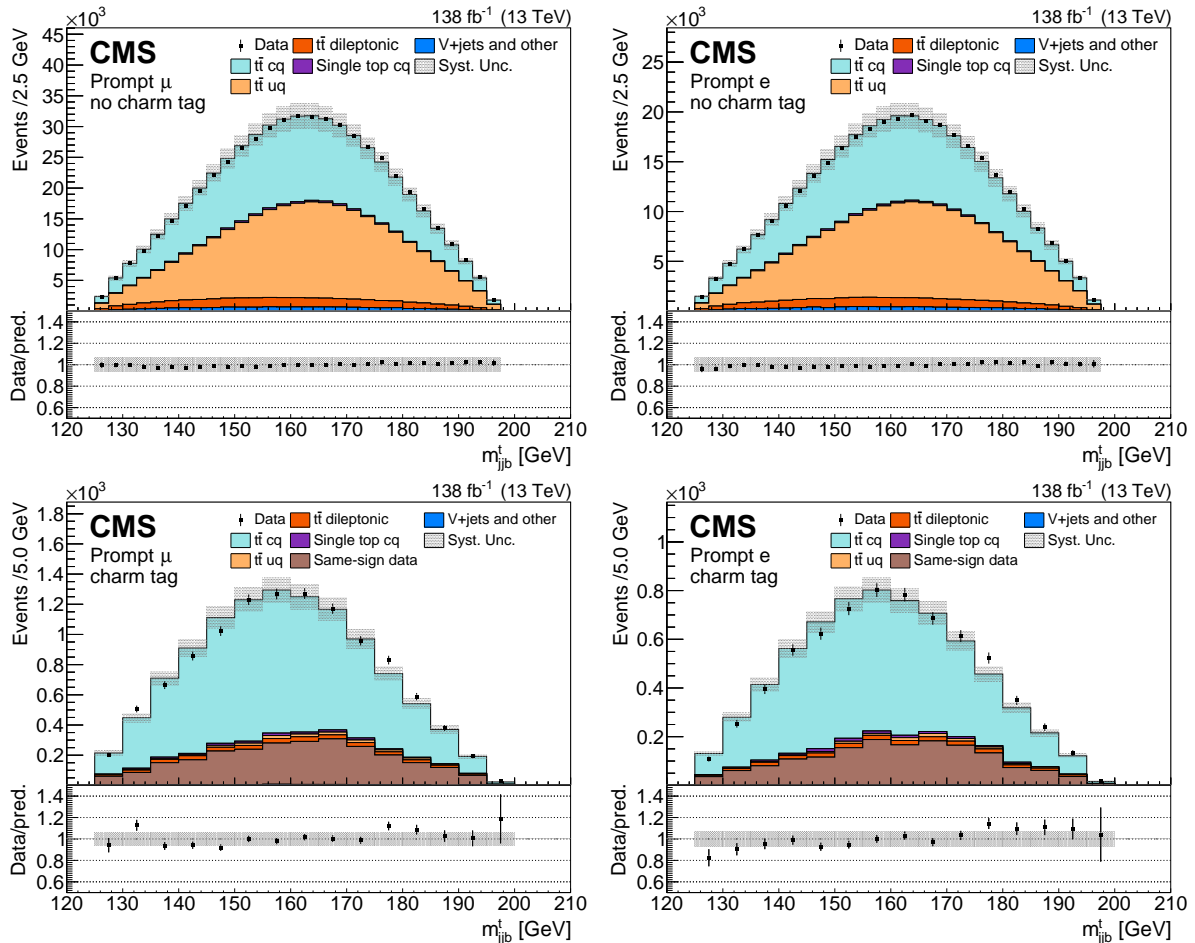 ×10³
138 fb⁻¹ (13 TeV)
CMS
Prompt μ
no charm tag
Data
tt̄ cq
tt̄ uq
tt̄ dileptonic
Single top cq
V+jets and other
Syst. Unc.
Events /2.5 GeV
45
40
35
30
25
20
15
10
5
Data/pred.
1.4
1.2
1
0.8
0.6
120 130 140 150 160 170 180 190 200 210
m^t_jjb [GeV]
×10³
138 fb⁻¹ (13 TeV)
CMS
Prompt e
no charm tag
Data
tt̄ cq
tt̄ uq
tt̄ dileptonic
Single top cq
V+jets and other
Syst. Unc.
Events /2.5 GeV
25
20
15
10
5
Data/pred.
1.4
1.2
1
0.8
0.6
120 130 140 150 160 170 180 190 200 210
m^t_jjb [GeV]
×10³
138 fb⁻¹ (13 TeV)
CMS
Prompt μ
charm tag
Data
tt̄ cq
tt̄ uq
tt̄ dileptonic
Single top cq
Same-sign data
V+jets and other
Syst. Unc.
Events /5.0 GeV
1.8
1.6
1.4
1.2
1
0.8
0.6
0.4
0.2
Data/pred.
1.4
1.2
1
0.8
0.6
120 130 140 150 160 170 180 190 200 210
m^t_jjb [GeV]
×10³
138 fb⁻¹ (13 TeV)
CMS
Prompt e
charm tag
Data
tt̄ cq
tt̄ uq
tt̄ dileptonic
Single top cq
Same-sign data
V+jets and other
Syst. Unc.
Events /5.0 GeV
1
0.8
0.6
0.4
0.2
Data/pred.
1.4
1.2
1
0.8
0.6
120 130 140 150 160 170 180 190 200 210
m^t_jjb [GeV]